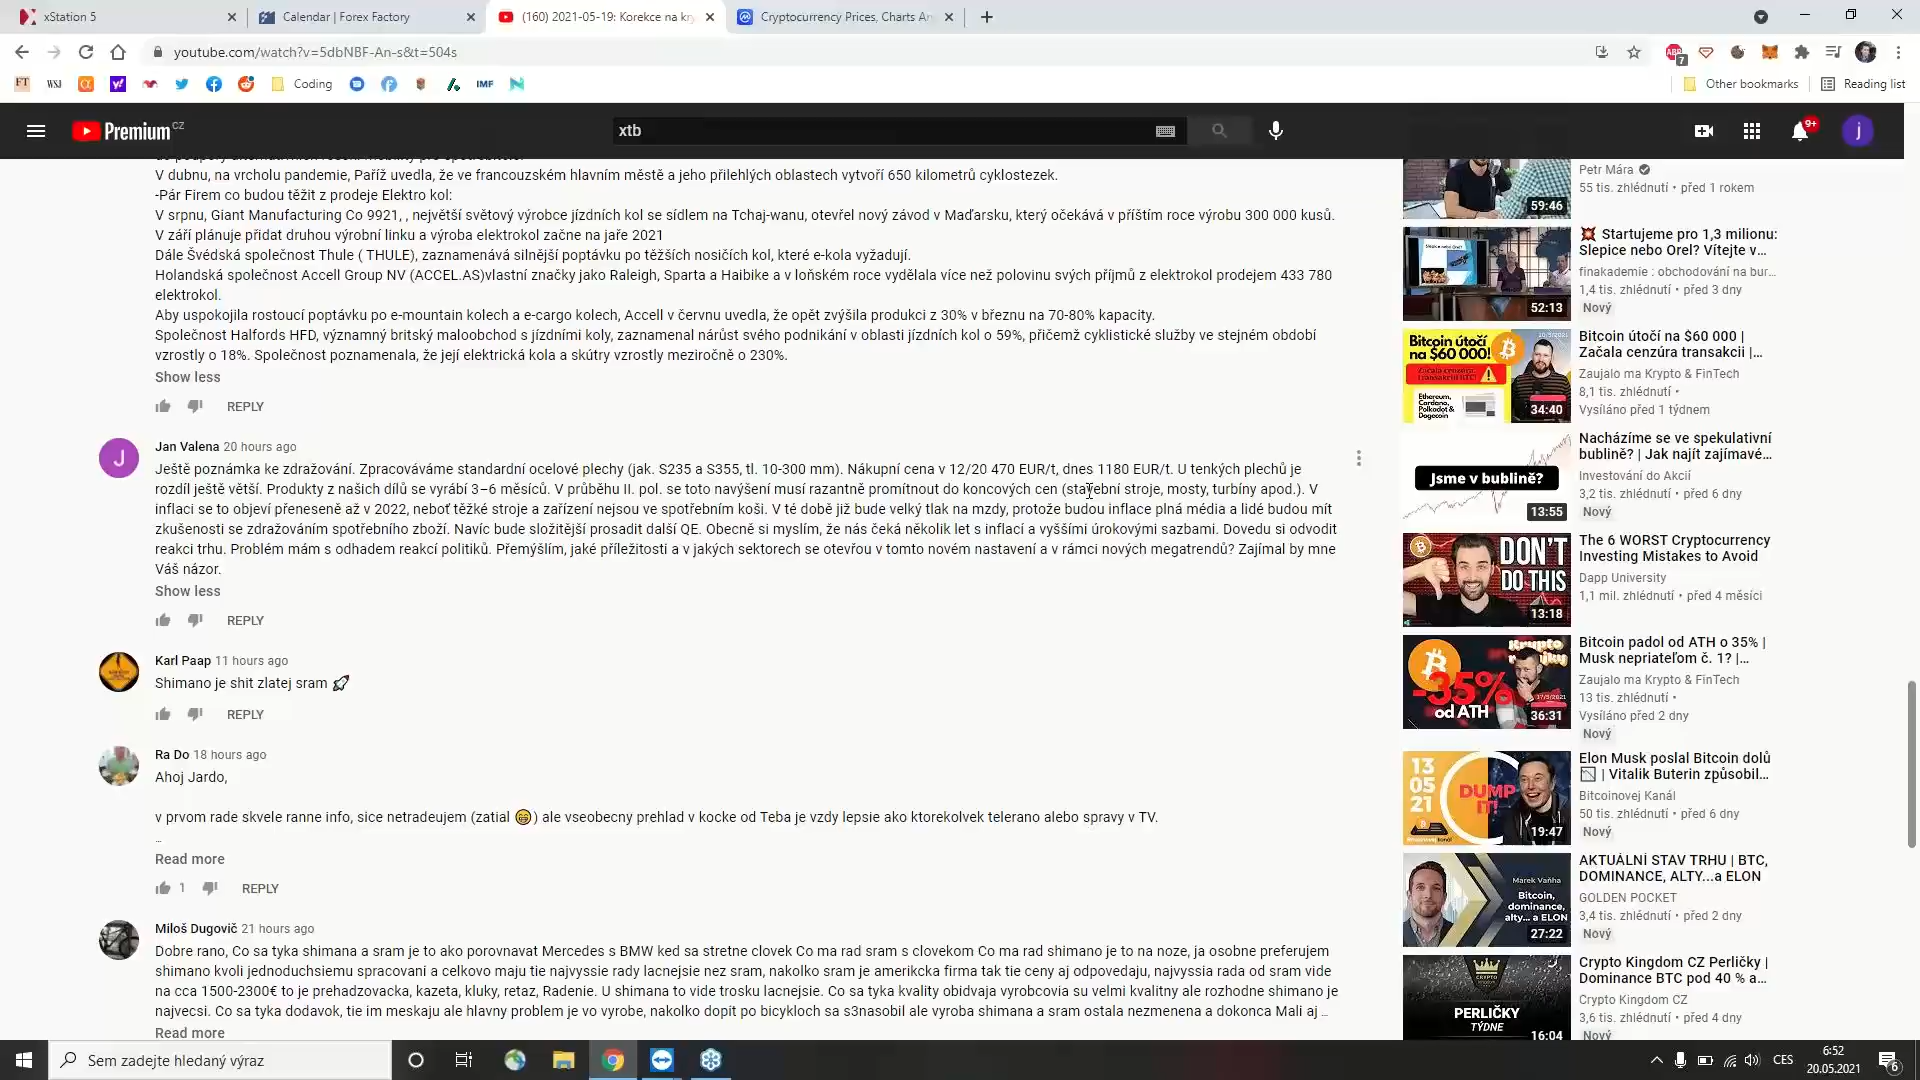 xStation 5
Calendar | Forex Factory
(160) 2021-05-19: Korekce na kry
Cryptocurrency Prices, Charts An
youtube.com/watch?v=5dbNBF-An-s&t=504s
Coding
IMF
Other bookmarks
Reading list
Premium CZ
xtb
9+
j
V dubnu, na vrcholu pandemie, Paříž uvedla, že ve francouzském hlavním městě a jeho přilehlých oblastech vytvoří 650 kilometrů cyklostezek.
-Pár Firem co budou těžit z prodeje Elektro kol:
V srpnu, Giant Manufacturing Co 9921, , největší světový výrobce jízdních kol se sídlem na Tchaj-wanu, otevřel nový závod v Maďarsku, který očekává v příštím roce výrobu 300 000 kusů.
V září plánuje přidat druhou výrobní linku a výroba elektrokol začne na jaře 2021
Dále Švédská společnost Thule ( THULE), zaznamenává silnější poptávku po těžších nosičích kol, které e-kola vyžadují.
Holandská společnost Accell Group NV (ACCEL.AS)vlastní značky jako Raleigh, Sparta a Haibike a v loňském roce vydělala více než polovinu svých příjmů z elektrokol prodejem 433 780
elektrokol.
Aby uspokojila rostoucí poptávku po e-mountain kolech a e-cargo kolech, Accell v červnu uvedla, že opět zvýšila produkci z 30% v březnu na 70-80% kapacity.
Společnost Halfords HFD, významný britský maloobchod s jízdními koly, zaznamenal nárůst svého podnikání v oblasti jízdních kol o 59%, přičemž cyklistické služby ve stejném období
vzrostly o 18%. Společnost poznamenala, že její elektrická kola a skútry vzrostly meziročně o 230%.
Show less
REPLY
J
Jan Valena 20 hours ago
Ještě poznámka ke zdražování. Zpracováváme standardní ocelové plechy (jak. S235 a S355, tl. 10-300 mm). Nákupní cena v 12/20 470 EUR/t, dnes 1180 EUR/t. U tenkých plechů je
rozdíl ještě větší. Produkty z našich dílů se vyrábí 3–6 měsíců. V průběhu II. pol. se toto navýšení musí razantně promítnout do koncových cen (stavební stroje, mosty, turbíny apod.). V
inflaci se to objeví přeneseně až v 2022, neboť těžké stroje a zařízení nejsou ve spotřebním koši. V té době již bude velký tlak na mzdy, protože budou inflace plná média a lidé budou mít
zkušenosti se zdražováním spotřebního zboží. Navíc bude složitější prosadit další QE. Obecně si myslím, že nás čeká několik let s inflací a vyššími úrokovými sazbami. Dovedu si odvodit
reakci trhu. Problém mám s odhadem reakcí politiků. Přemýšlím, jaké příležitosti a v jakých sektorech se otevřou v tomto novém nastavení a v rámci nových megatrendů? Zajímal by mne
Váš názor.
Show less
REPLY
Karl Paap 11 hours ago
Shimano je shit zlatej sram 🚀
REPLY
Ra Do 18 hours ago
Ahoj Jardo,
v prvom rade skvele ranne info, sice netradeujem (zatial 😁) ale vseobecny prehlad v kocke od Teba je vzdy lepsie ako ktorekolvek telerano alebo spravy v TV.
...
Read more
1 REPLY
Miloš Dugovič 21 hours ago
Dobre rano, Co sa tyka shimana a sram je to ako porovnavat Mercedes s BMW ked sa stretne clovek Co ma rad sram s clovekom Co ma rad shimano je to na noze, ja osobne preferujem
shimano kvoli jednoduchsiemu spracovaní a celkovo maju tie najvyssie rady lacnejsie nez sram, nakolko sram je amerikcka firma tak tie ceny aj odpovedaju, najvyssia rada od sram vide
na cca 1500-2300€ to je prehadzovacka, kazeta, kluky, retaz, Radenie. U shimana to vide trosku lacnejsie. Co sa tyka kvality obidvaja vyrobcovia su velmi kvalitny ale rozhodne shimano je
najvecsi. Co sa tyka dodavok, tie im meskaju ale hlavny problem je vo vyrobe, nakolko dopít po bicykloch sa s3nasobil ale vyroba shimana a sram ostala nezmenena a dokonca Mali aj ...
Read more
Petr Mára
55 tis. zhlédnutí • před 1 rokem
59:46
💥 Startujeme pro 1,3 milionu:
Slepice nebo Orel? Vítejte v...
finakademie : obchodování na bur...
1,4 tis. zhlédnutí • před 3 dny
Nový
52:13
Bitcoin útočí
na $60 000!
Ethereum,
Cardano,
Polkadot &
Dogecoin
34:40
Bitcoin útočí na $60 000 |
Začala cenzúra transakcii |...
Zaujalo ma Krypto & FinTech
8,1 tis. zhlédnutí •
Vysíláno před 1 týdnem
Jsme v bublině?
13:55
Nacházíme se ve spekulativní
bublině? | Jak najít zajímavé...
Investování do Akcií
3,2 tis. zhlédnutí • před 6 dny
Nový
DON'T
DO THIS
13:18
The 6 WORST Cryptocurrency
Investing Mistakes to Avoid
Dapp University
1,1 mil. zhlédnutí • před 4 měsíci
-35%
od ATH
36:31
Bitcoin padol od ATH o 35% |
Musk nepriateľom č. 1? |...
Zaujalo ma Krypto & FinTech
13 tis. zhlédnutí •
Vysíláno před 2 dny
Nový
13
05
21
DUMP
IT!
19:47
Elon Musk poslal Bitcoin dolů
📉 | Vitalik Buterin způsobil...
Bitcoinovej Kanál
50 tis. zhlédnutí • před 6 dny
Nový
Marek Vaňha
Bitcoin,
dominance,
alty... a ELON
27:22
AKTUÁLNÍ STAV TRHU | BTC,
DOMINANCE, ALTY...a ELON
GOLDEN POCKET
3,4 tis. zhlédnutí • před 2 dny
Nový
PERLIČKY
TÝDNE
16:04
Crypto Kingdom CZ Perličky |
Dominance BTC pod 40 % a...
Crypto Kingdom CZ
3,6 tis. zhlédnutí • před 4 dny
Nový
Sem zadejte hledaný výraz
CES
6:52
20.05.2021
6